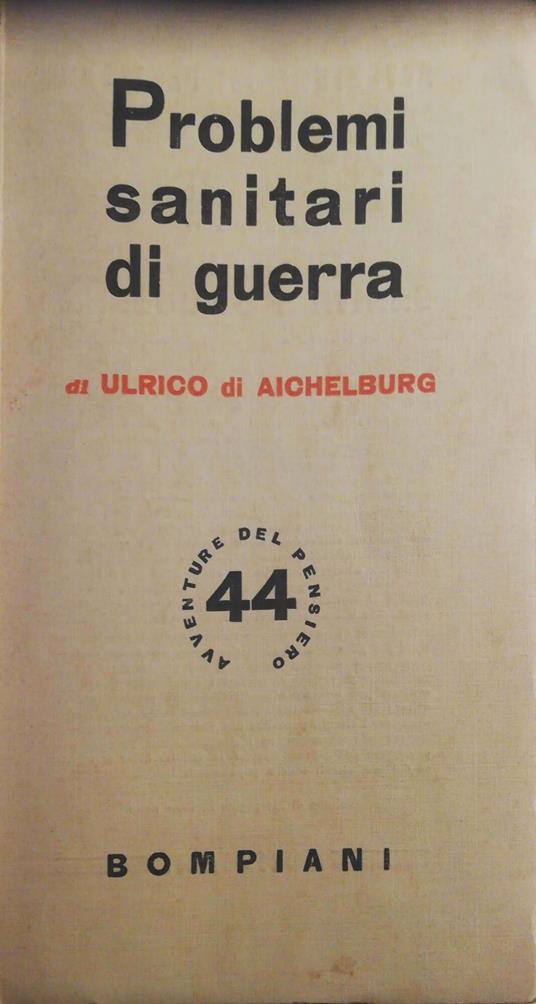 Problemi
sanitari
di guerra
di ULRICO di AICHELBURG
AVVENTURE DEL PENSIERO
44
BOMPIANI